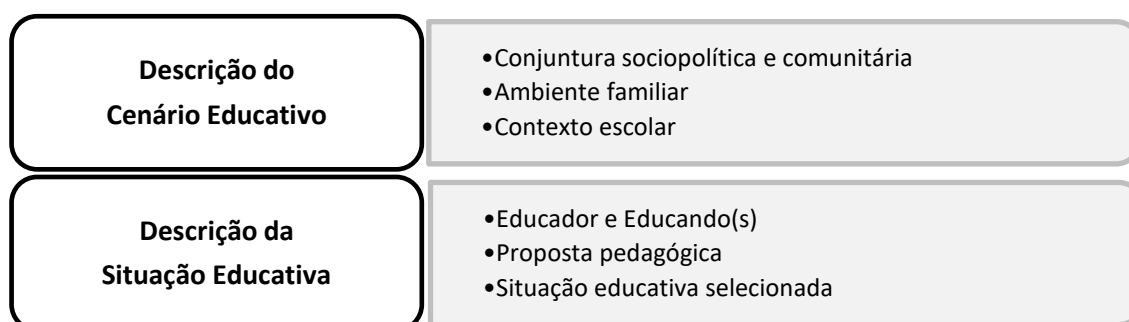 Descrição do
Cenário Educativo
•Conjuntura sociopolítica e comunitária
•Ambiente familiar
•Contexto escolar
Descrição da
Situação Educativa
•Educador e Educando(s)
•Proposta pedagógica
•Situação educativa selecionada